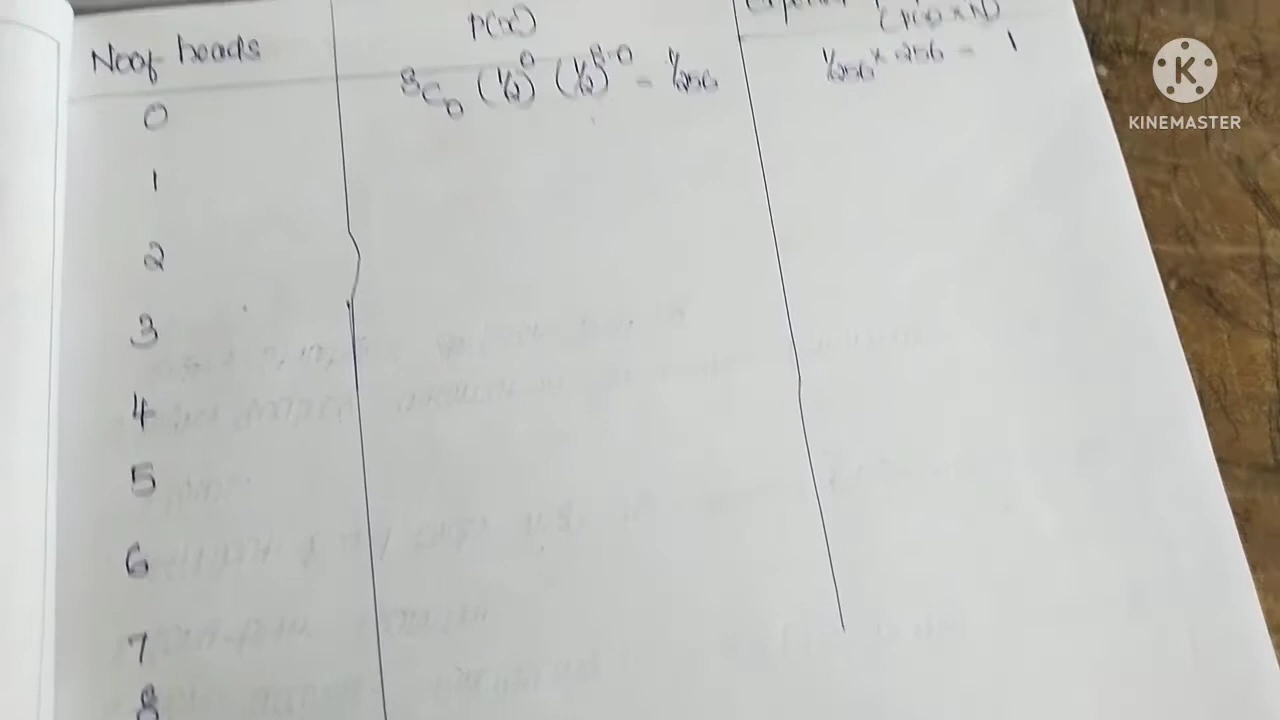 No of heads
P(x)
(P(x) × N)
0
⁸C₀ (½)⁰ (½)⁸⁻⁰ = 1/256
1/256 × 256 = 1
1
2
3
4
5
6
7
8
KINEMASTER